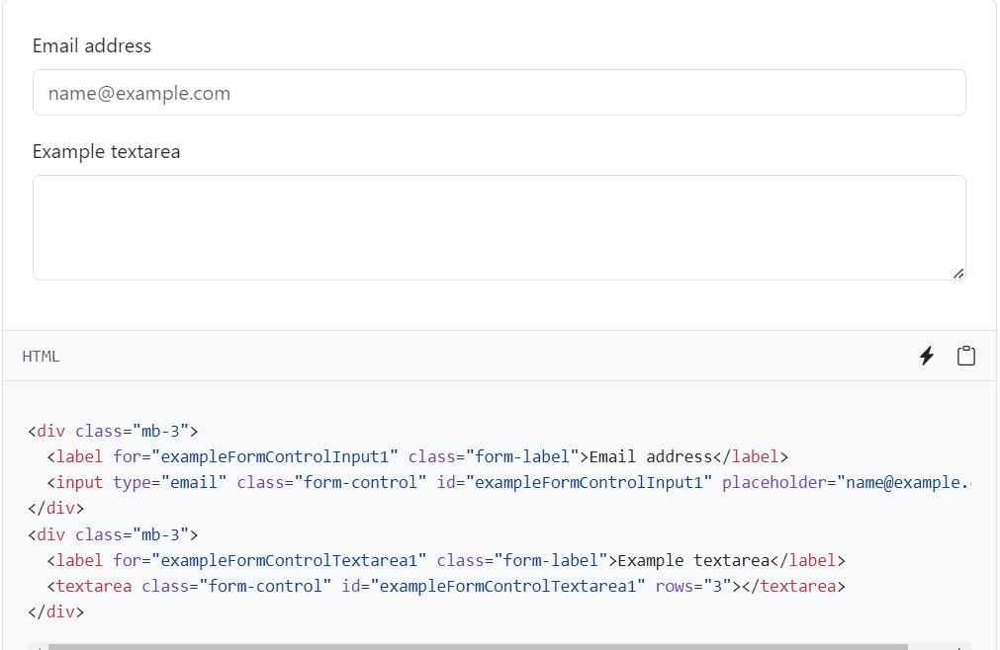 Email address
name@example.com
Example textarea
HTML
<div class="mb-3">
  <label for="exampleFormControlInput1" class="form-label">Email address</label>
  <input type="email" class="form-control" id="exampleFormControlInput1" placeholder="name@example.
</div>
<div class="mb-3">
  <label for="exampleFormControlTextarea1" class="form-label">Example textarea</label>
  <textarea class="form-control" id="exampleFormControlTextarea1" rows="3"></textarea>
</div>